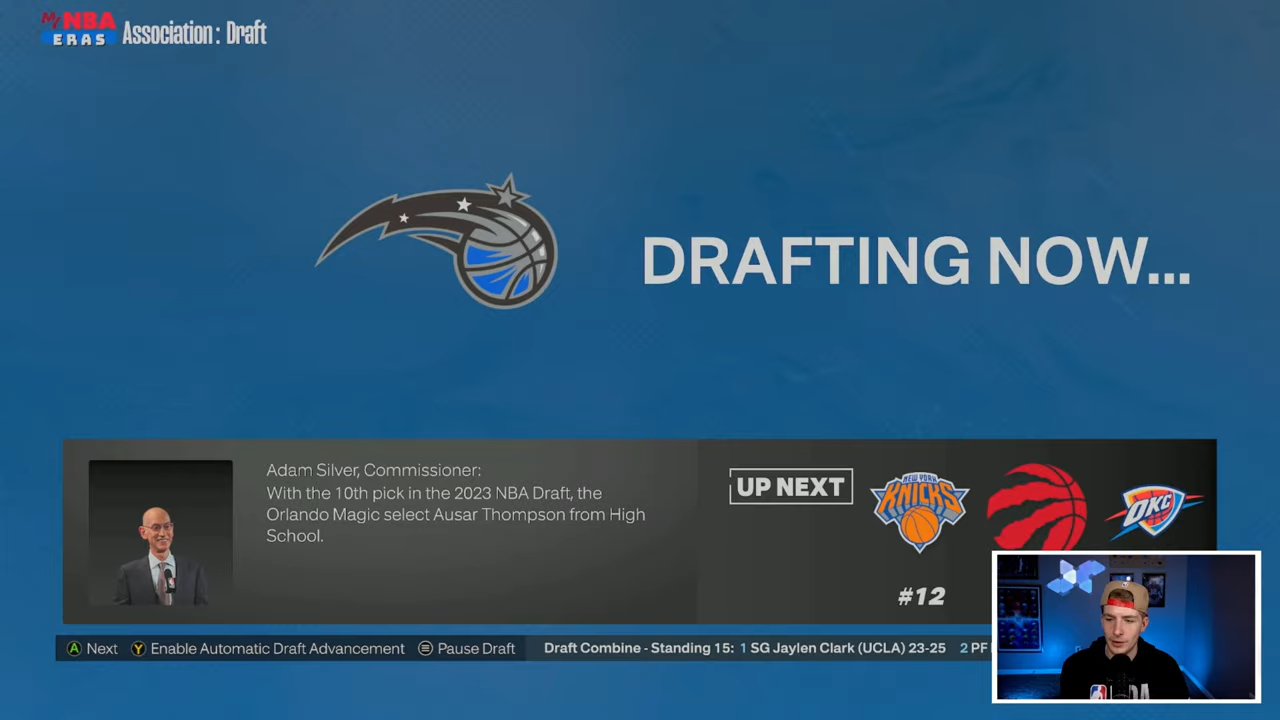 My NBA
ERAS
Association : Draft
DRAFTING NOW...
Adam Silver, Commissioner:
With the 10th pick in the 2023 NBA Draft, the
Orlando Magic select Ausar Thompson from High
School.
UP NEXT
NEW YORK
KNICKS
OKC
#12
A Next
Y Enable Automatic Draft Advancement
Pause Draft
Draft Combine - Standing 15: 1 SG Jaylen Clark (UCLA) 23-25 2 PF